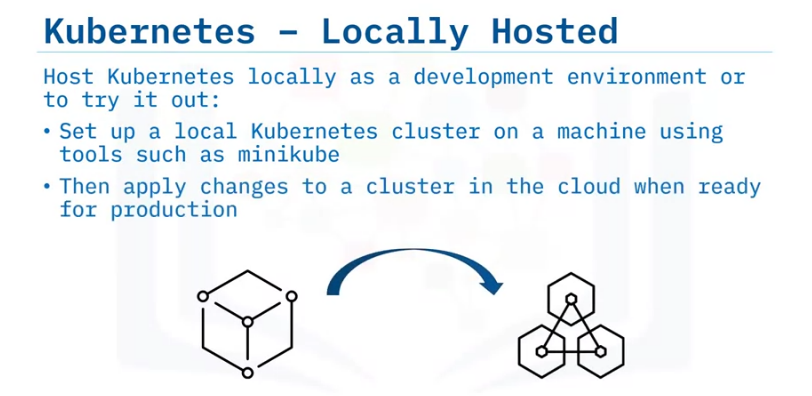 Kubernetes – Locally Hosted
Host Kubernetes locally as a development environment or
to try it out:
• Set up a local Kubernetes cluster on a machine using
tools such as minikube
• Then apply changes to a cluster in the cloud when ready
for production